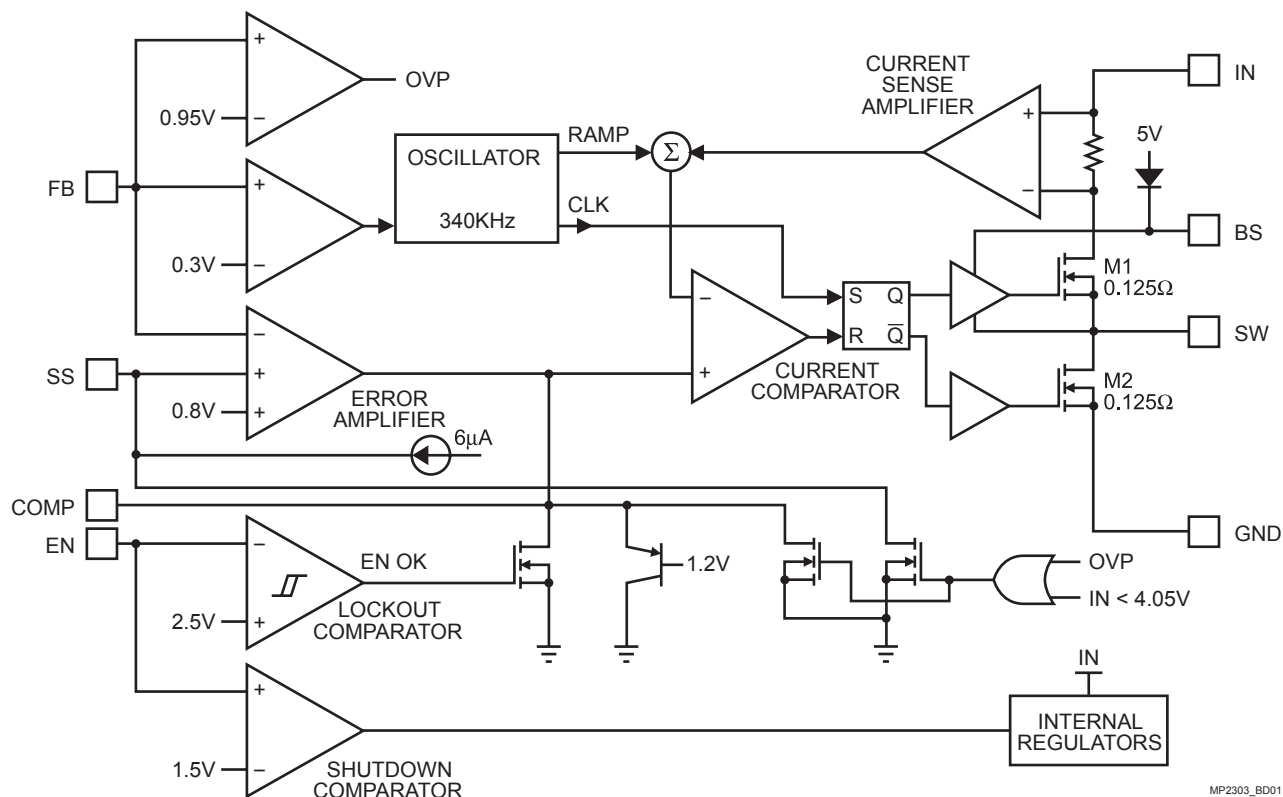 +
OVP
0.95V
–
CURRENT
SENSE
AMPLIFIER
IN
+
–
5V
RAMP
Σ
OSCILLATOR
340KHz
CLK
FB
+
0.3V
–
BS
M1
0.125Ω
S Q
R Q̅
–
+
CURRENT
COMPARATOR
SW
M2
0.125Ω
–
SS
+
0.8V
+
ERROR
AMPLIFIER
6µA
COMP
EN
GND
–
EN OK
2.5V
+
LOCKOUT
COMPARATOR
1.2V
OVP
IN < 4.05V
+
1.5V
–
SHUTDOWN
COMPARATOR
IN
INTERNAL
REGULATORS
MP2303_BD01